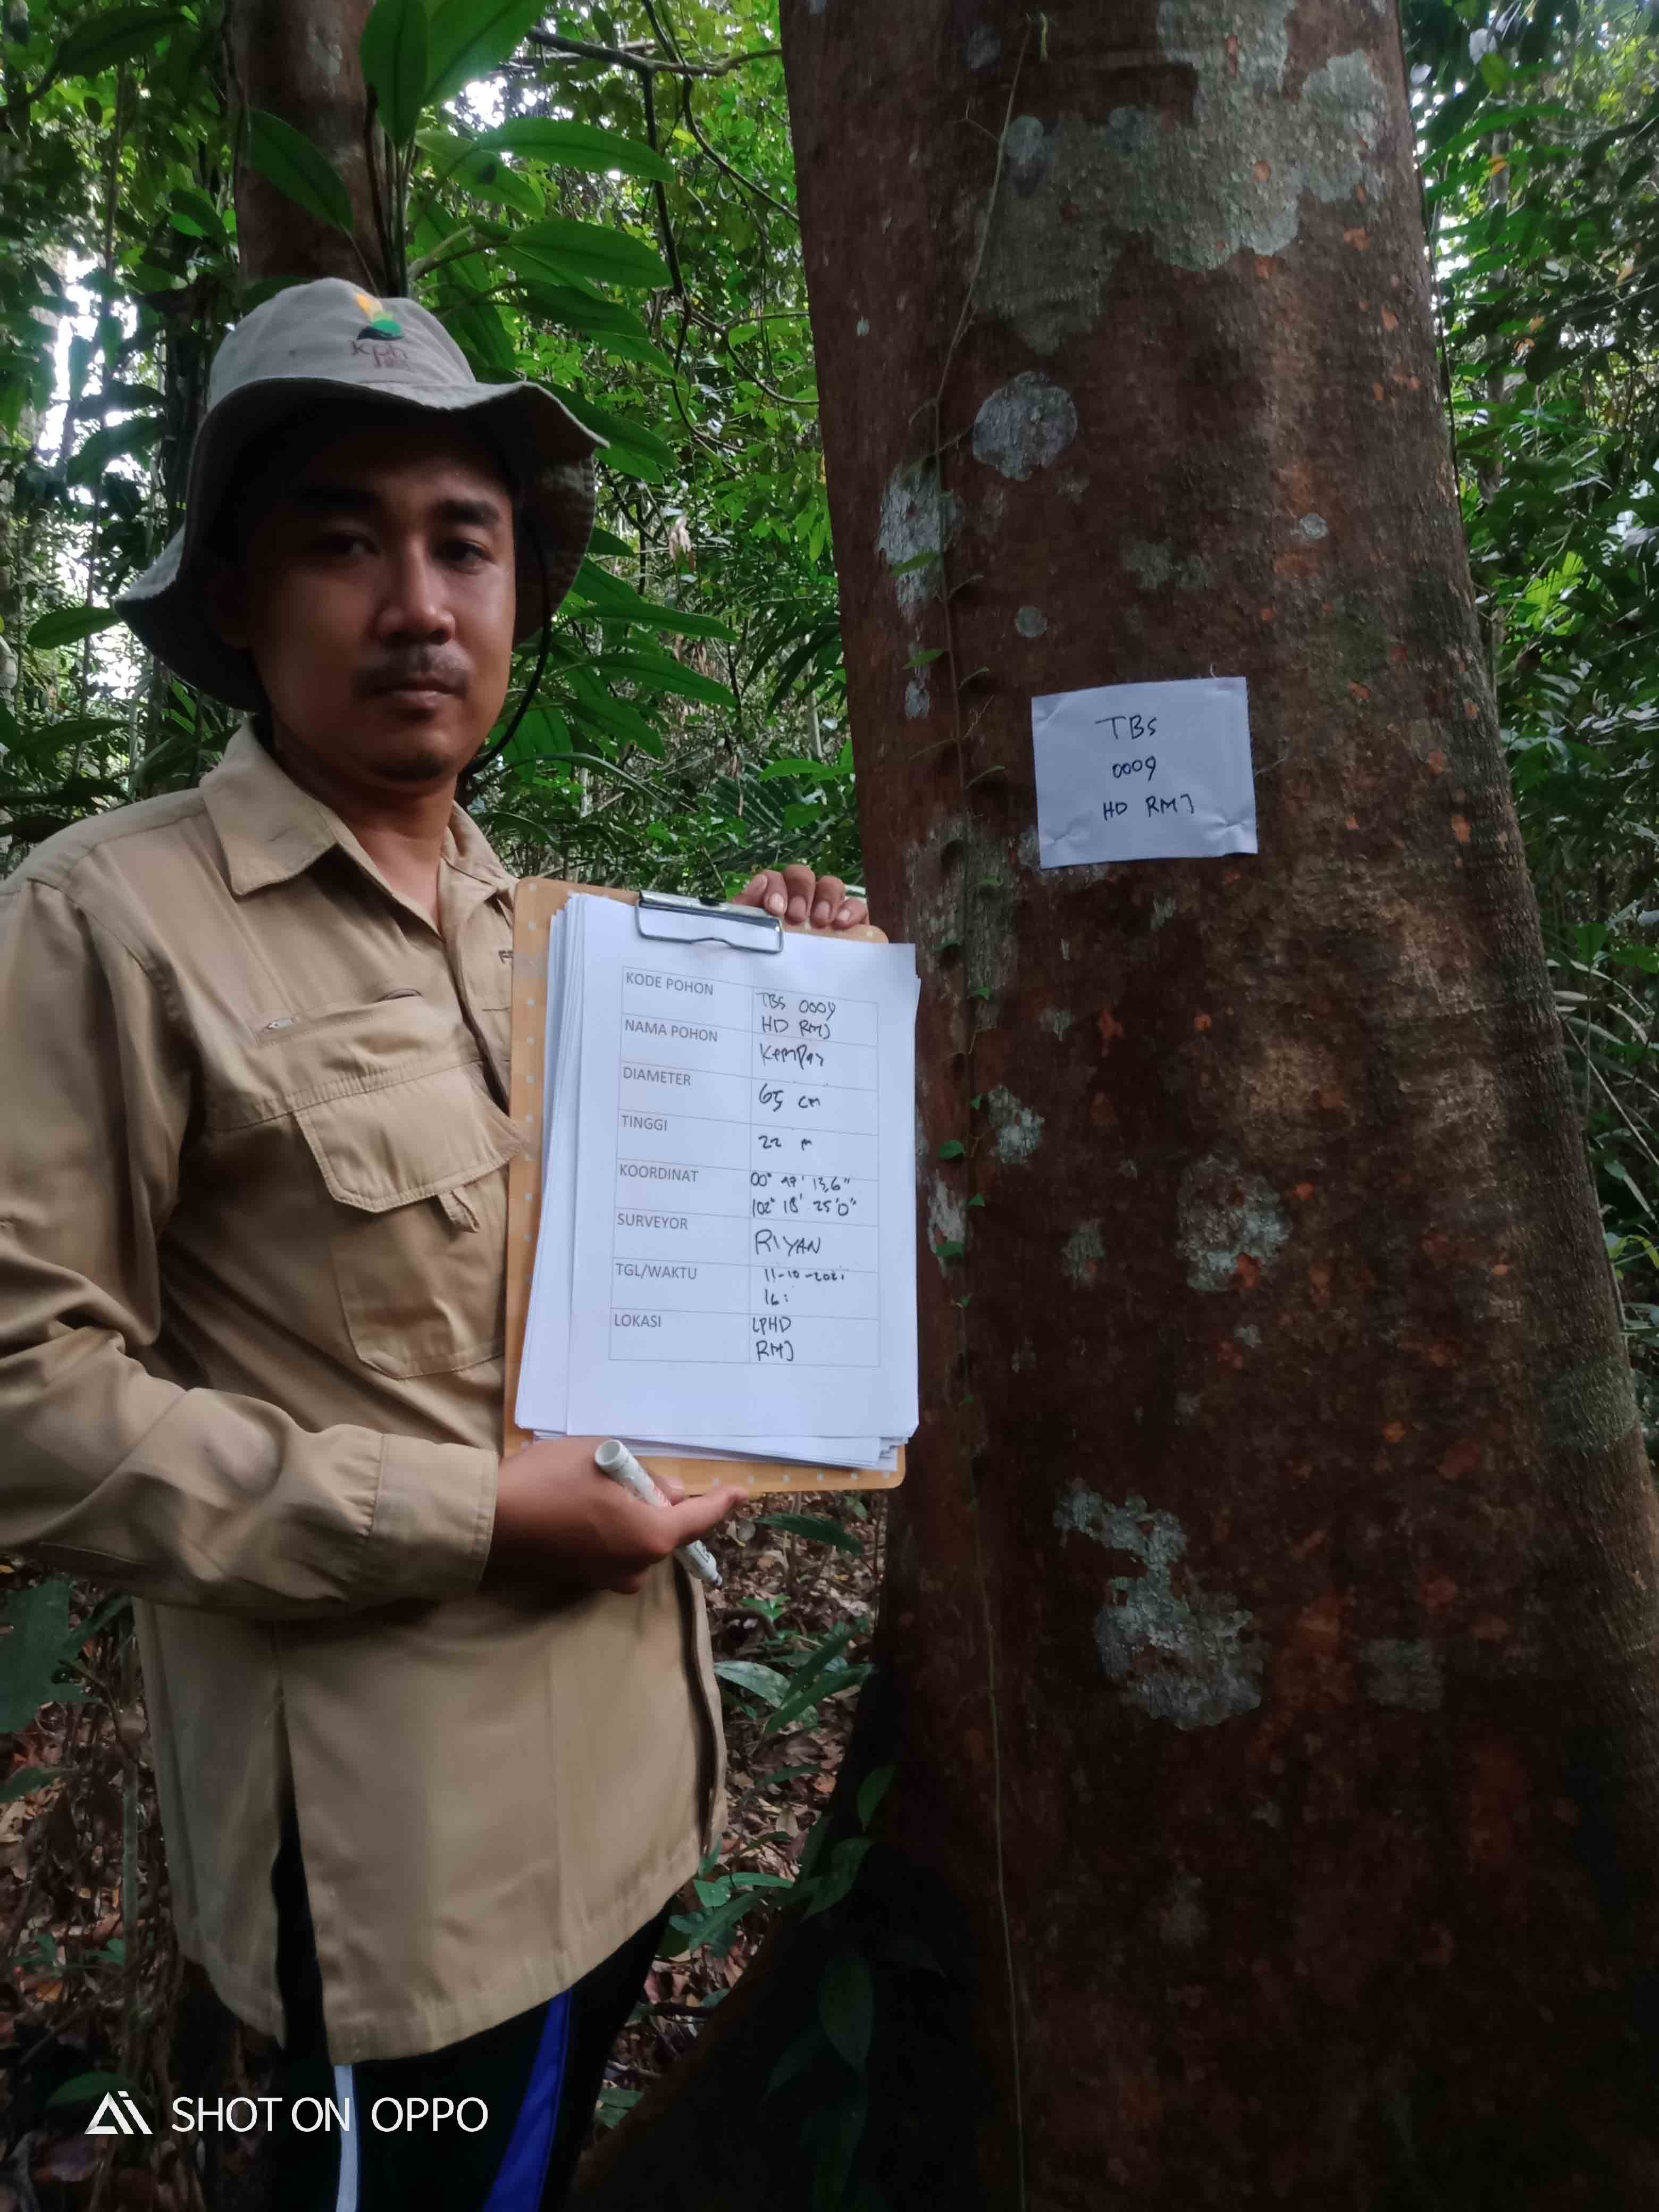 kph
TBS
0009
HD RMJ
KODE POHON
TBS 0009
HD RMJ
NAMA POHON
Kempas
DIAMETER
65 cm
TINGGI
22 m
KOORDINAT
00° 49' 13,6"
102° 18' 25'0"
SURVEYOR
RIYAN
TGL/WAKTU
11-10-2021
16:
LOKASI
LPHD
RMJ
SHOT ON OPPO